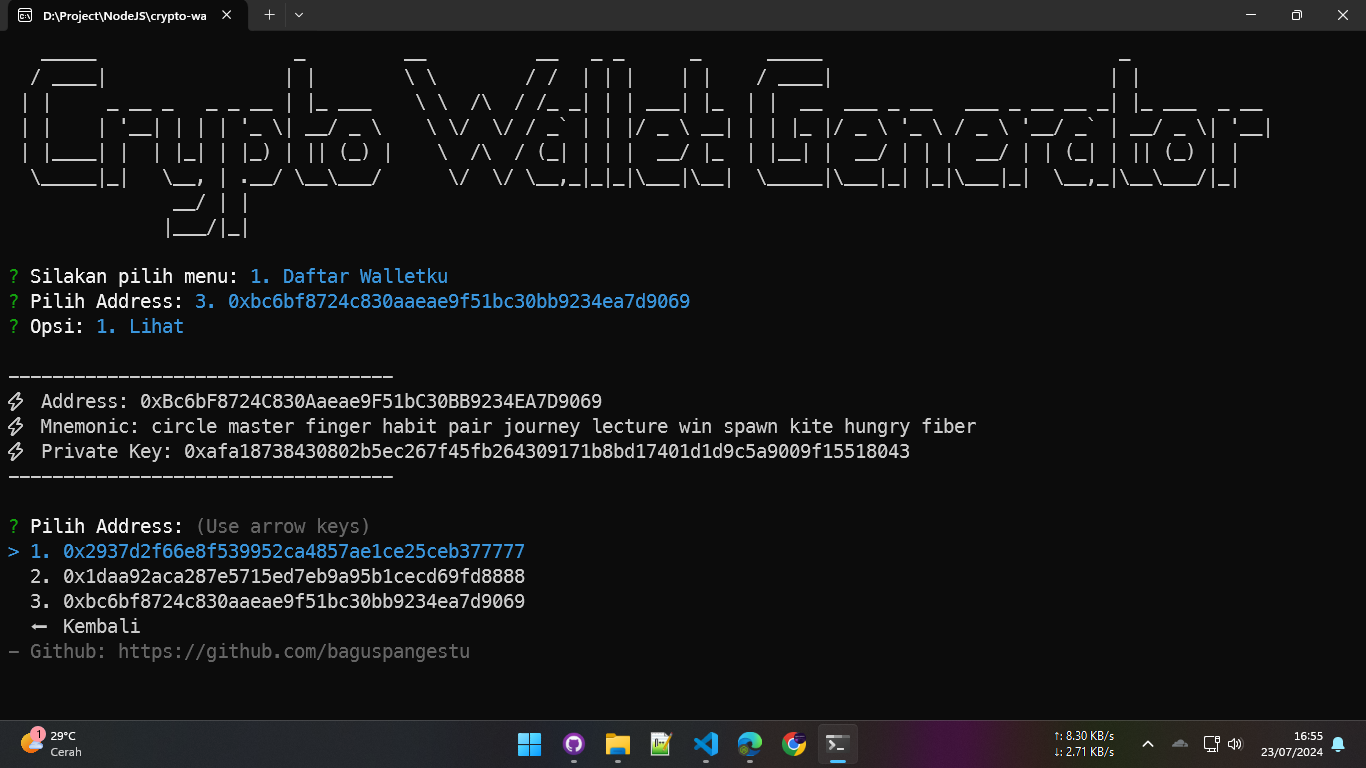 D:\Project\NodeJS\crypto-wa
Crypto Wallet Generator
? Silakan pilih menu: 1. Daftar Walletku
? Pilih Address: 3. 0xbc6bf8724c830aaeae9f51bc30bb9234ea7d9069
? Opsi: 1. Lihat
-----------------------------------
⚡ Address: 0xBc6bF8724C830Aaeae9F51bC30BB9234EA7D9069
⚡ Mnemonic: circle master finger habit pair journey lecture win spawn kite hungry fiber
⚡ Private Key: 0xafa18738430802b5ec267f45fb264309171b8bd17401d1d9c5a9009f15518043
-----------------------------------
? Pilih Address: (Use arrow keys)
> 1. 0x2937d2f66e8f539952ca4857ae1ce25ceb377777
2. 0x1daa92aca287e5715ed7eb9a95b1cecd69fd8888
3. 0xbc6bf8724c830aaeae9f51bc30bb9234ea7d9069
← Kembali
- Github: https://github.com/baguspangestu
1
29°C
Cerah
↑: 8.30 KB/s
↓: 2.71 KB/s
16:55
23/07/2024